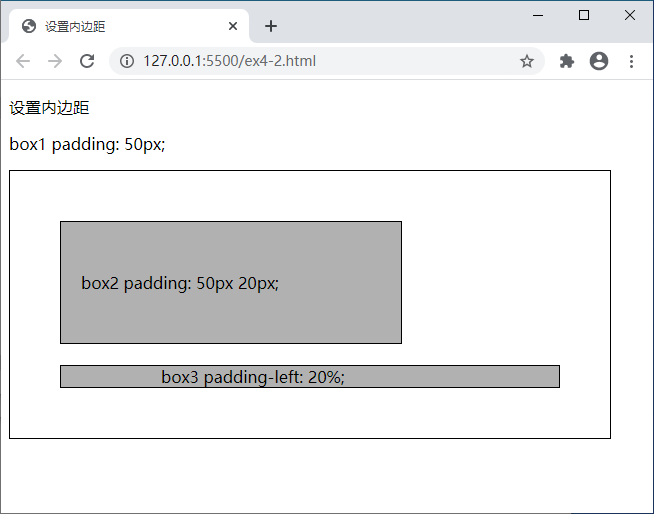 设置内边距
127.0.0.1:5500/ex4-2.html
设置内边距
box1 padding: 50px;
box2 padding: 50px 20px;
box3 padding-left: 20%;